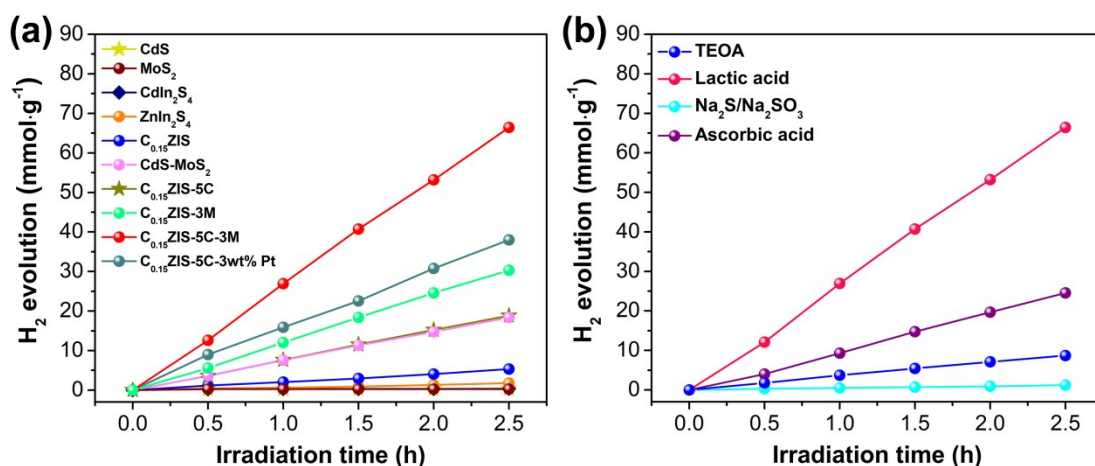 (a)
H₂ evolution (mmol·g⁻¹)
90
80
70
60
50
40
30
20
10
0
CdS
MoS₂
CdIn₂S₄
ZnIn₂S₄
C₀.₁₅ZIS
CdS-MoS₂
C₀.₁₅ZIS-5C
C₀.₁₅ZIS-3M
C₀.₁₅ZIS-5C-3M
C₀.₁₅ZIS-5C-3wt% Pt
0.0 0.5 1.0 1.5 2.0 2.5
Irradiation time (h)
(b)
H₂ evolution (mmol·g⁻¹)
90
80
70
60
50
40
30
20
10
0
TEOA
Lactic acid
Na₂S/Na₂SO₃
Ascorbic acid
0.0 0.5 1.0 1.5 2.0 2.5
Irradiation time (h)